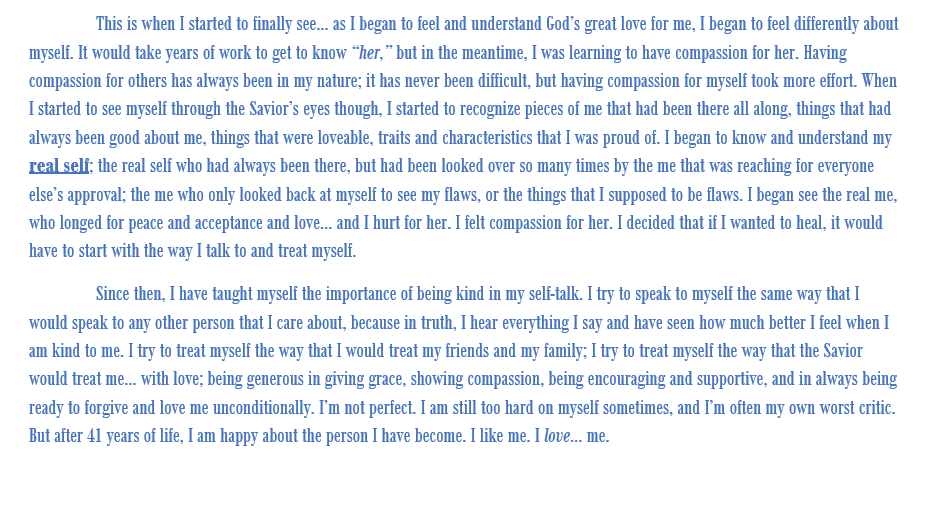 This is when I started to finally see... as I began to feel and understand God's great love for me, I began to feel differently about
myself. It would take years of work to get to know “her,” but in the meantime, I was learning to have compassion for her. Having
compassion for others has always been in my nature; it has never been difficult, but having compassion for myself took more effort. When
I started to see myself through the Savior's eyes though, I started to recognize pieces of me that had been there all along, things that had
always been good about me, things that were loveable, traits and characteristics that I was proud of. I began to know and understand my
real self; the real self who had always been there, but had been looked over so many times by the me that was reaching for everyone
else's approval; the me who only looked back at myself to see my flaws, or the things that I supposed to be flaws. I began see the real me,
who longed for peace and acceptance and love... and I hurt for her. I felt compassion for her. I decided that if I wanted to heal, it would
have to start with the way I talk to and treat myself.
Since then, I have taught myself the importance of being kind in my self-talk. I try to speak to myself the same way that I
would speak to any other person that I care about, because in truth, I hear everything I say and have seen how much better I feel when I
am kind to me. I try to treat myself the way that I would treat my friends and my family; I try to treat myself the way that the Savior
would treat me... with love; being generous in giving grace, showing compassion, being encouraging and supportive, and in always being
ready to forgive and love me unconditionally. I'm not perfect. I am still too hard on myself sometimes, and I'm often my own worst critic.
But after 41 years of life, I am happy about the person I have become. I like me. I love... me.